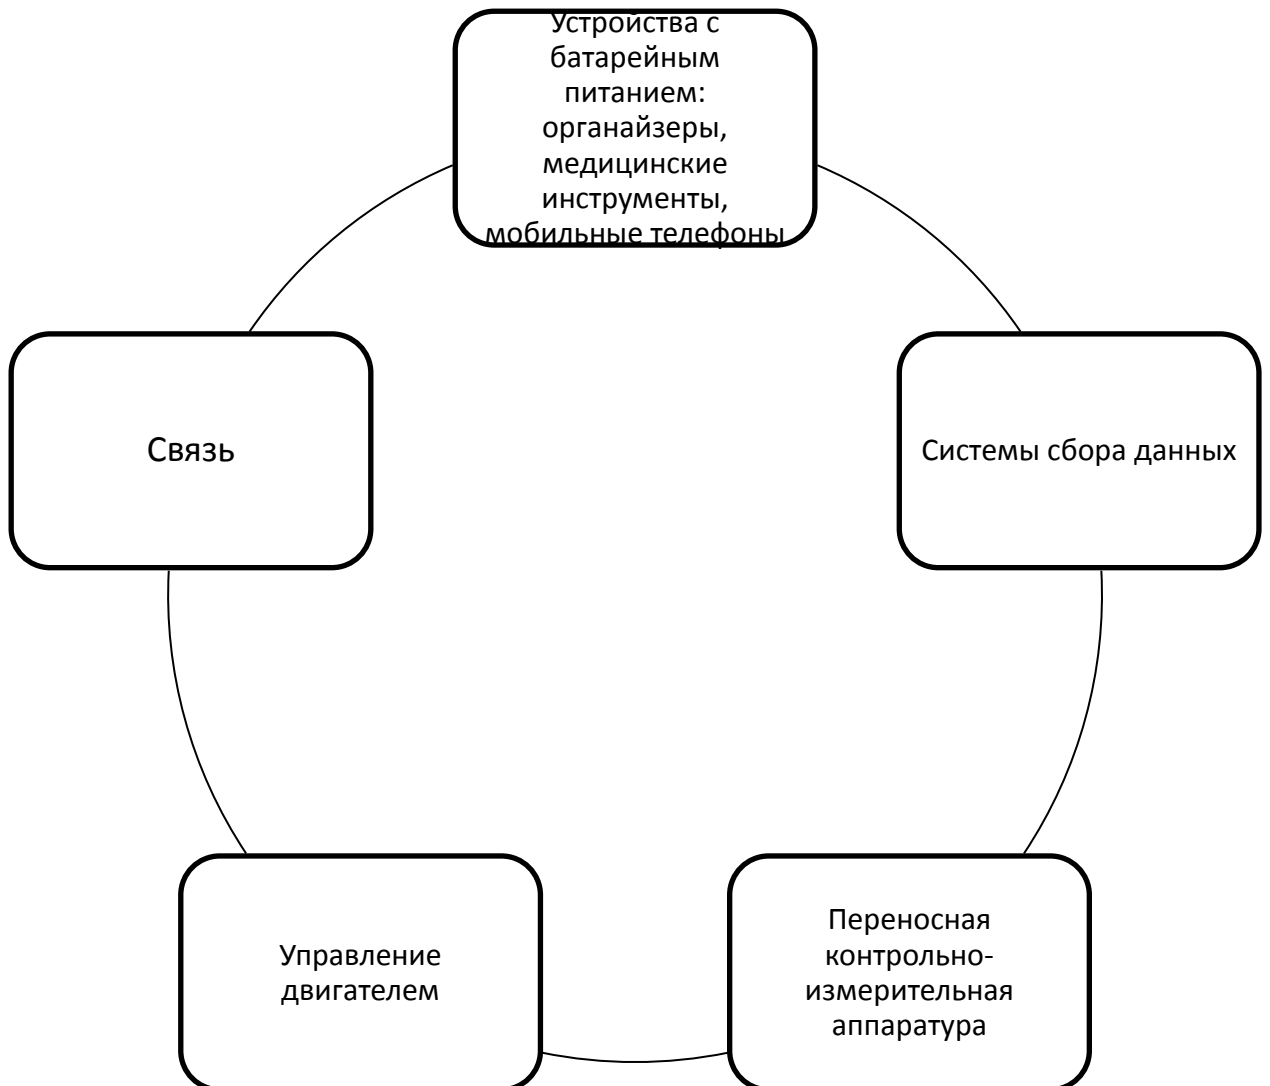 Устройства с
батарейным
питанием:
органайзеры,
медицинские
инструменты,
мобильные телефоны
Связь
Системы сбора данных
Управление
двигателем
Переносная
контрольно-
измерительная
аппаратура